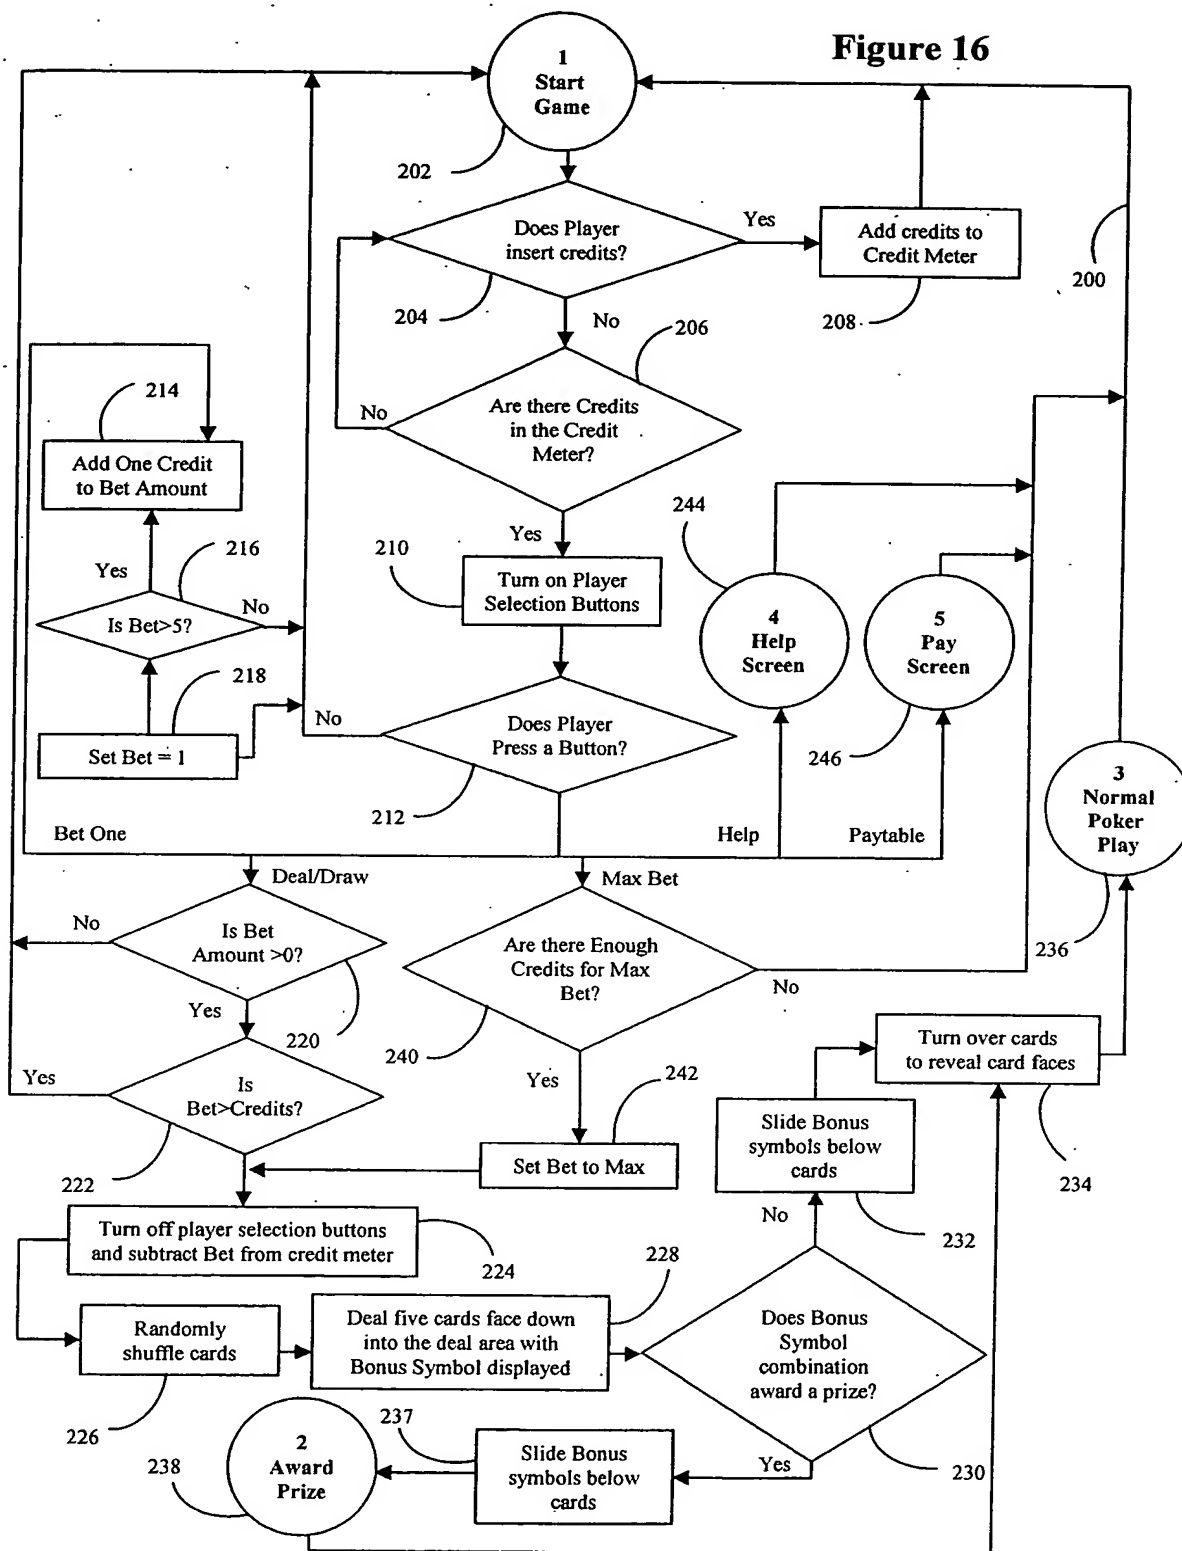 Figure 16
1
Start
Game
202
Does Player
insert credits?
Yes
Add credits to
Credit Meter
200
204
No
208
206
214
Are there Credits
in the Credit
Meter?
No
Add One Credit
to Bet Amount
244
Yes
216
210
Yes
Turn on Player
Selection Buttons
No
Is Bet>5?
4
Help
Screen
5
Pay
Screen
218
No
Does Player
Press a Button?
Set Bet = 1
246
3
Normal
Poker
Play
212
Bet One
Help
Paytable
Deal/Draw
Max Bet
No
Is Bet
Amount >0?
Are there Enough
Credits for Max
Bet?
236
No
Yes
220
240
Turn over cards
to reveal card faces
Yes
Is
Bet>Credits?
Yes
242
Slide Bonus
symbols below
cards
Set Bet to Max
234
222
No
232
Turn off player selection buttons
and subtract Bet from credit meter
224
228
Randomly
shuffle cards
Deal five cards face down
into the deal area with
Bonus Symbol displayed
Does Bonus
Symbol
combination
award a prize?
226
237
2
Award
Prize
Slide Bonus
symbols below
cards
Yes
230
238